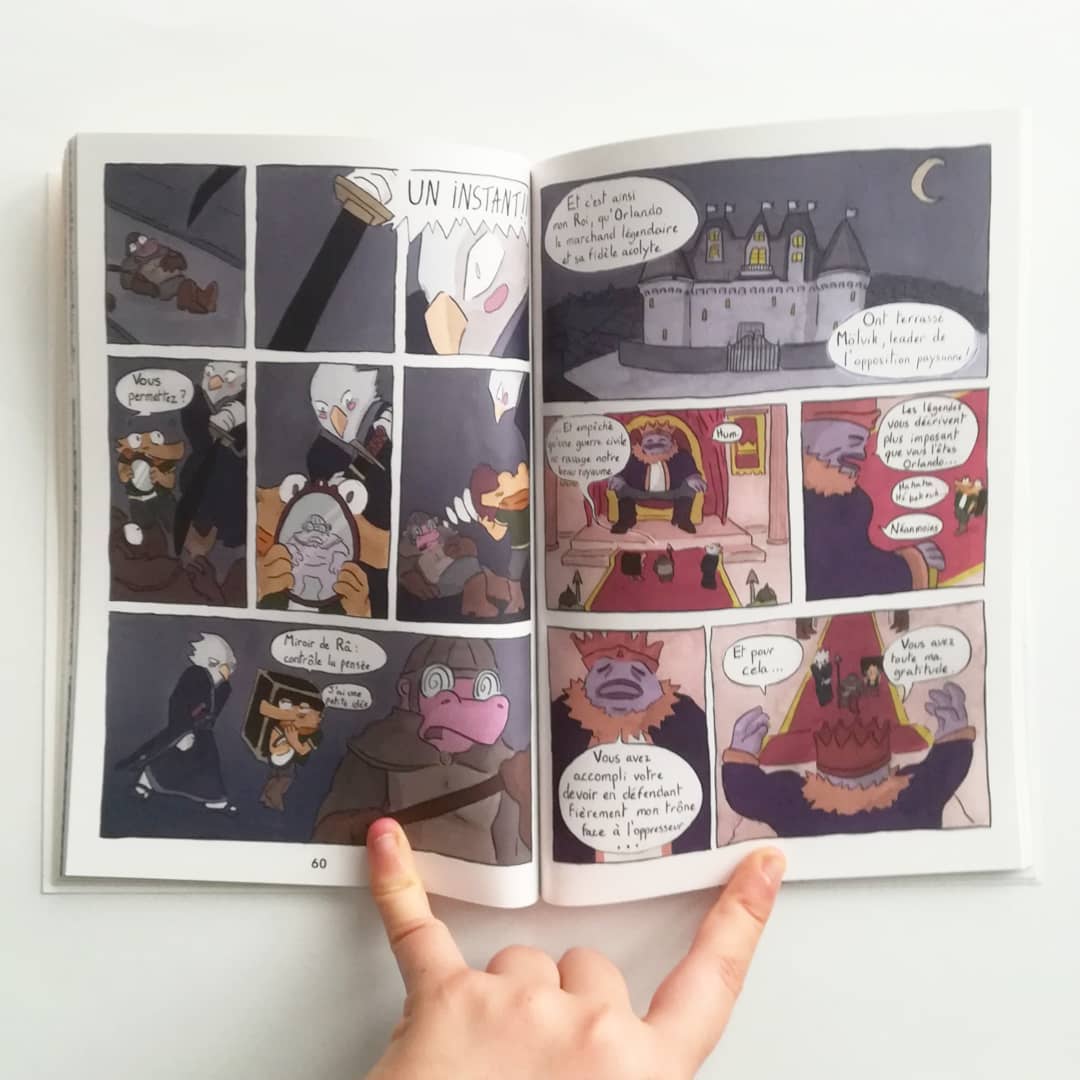 UN INSTANT!!
Vous
permettez?
Miroir de Râ:
contrôle la pensée
J'ai une
petite idée
60
Et c'est ainsi
mon Roi, qu'Orlando
le marchand légendaire
et sa fidèle acolyte
Ont terrassé
Mölvik, leader de
l'opposition paysanne!
...Et empêché
qu'une guerre civile
ne ravage notre
beau royaume
Hum.
Les légendes
vous décrivent
plus imposant
que vous l'êtes
Orlando...
Hahaha
Néanmoins
Vous avez
accompli votre
devoir en défendant
fièrement mon trône
face à l'oppresseur
...
Et pour
cela...
Vous avez
toute ma
gratitude.